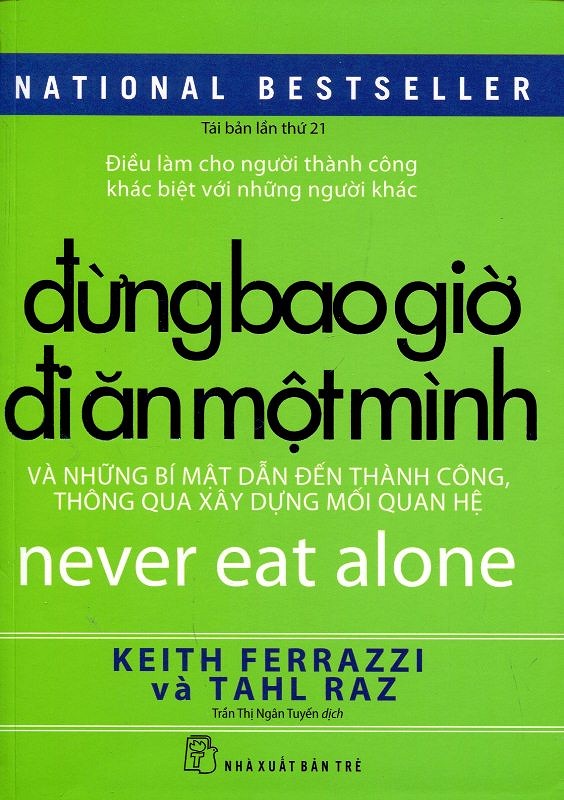 NATIONAL BESTSELLER
Tái bản lần thứ 21
Điều làm cho người thành công
khác biệt với những người khác
đừng bao giờ
đi ăn một mình
VÀ NHỮNG BÍ MẬT DẪN ĐẾN THÀNH CÔNG,
THÔNG QUA XÂY DỰNG MỐI QUAN HỆ
never eat alone
KEITH FERRAZZI
và TAHL RAZ
Trần Thị Ngân Tuyến dịch
NHÀ XUẤT BẢN TRẺ